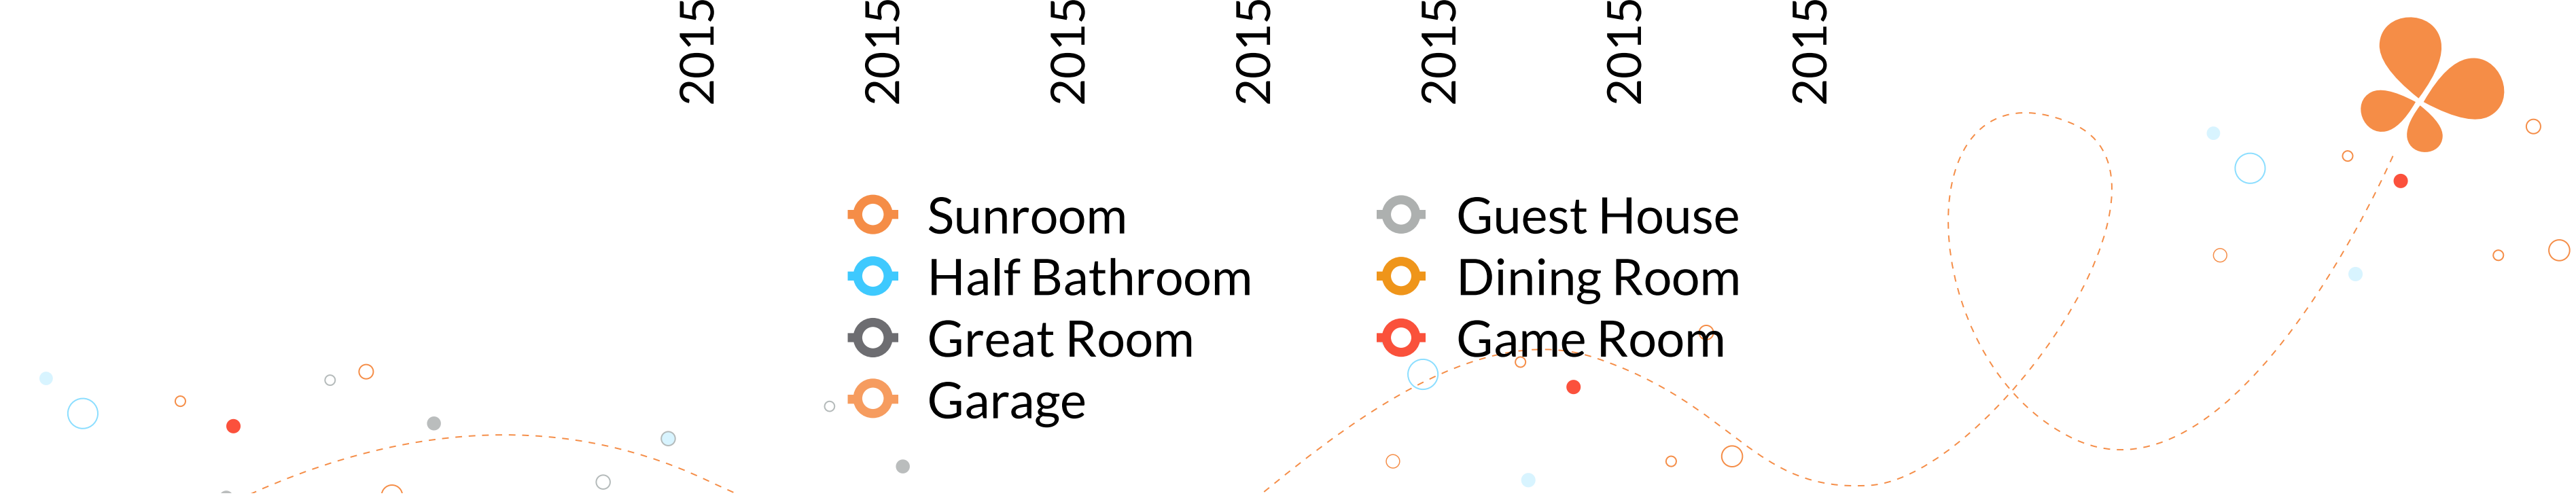 2015 2015 2015 2015 2015 2015 2015
Sunroom
Half Bathroom
Great Room
Garage
Guest House
Dining Room
Game Room